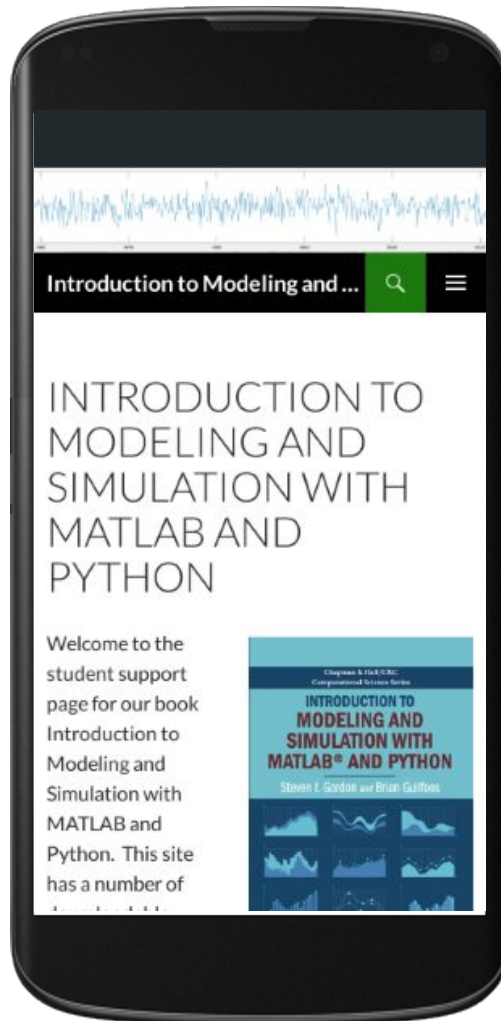 Introduction to Modeling and ...
INTRODUCTION TO
MODELING AND
SIMULATION WITH
MATLAB AND
PYTHON
Welcome to the
student support
page for our book
Introduction to
Modeling and
Simulation with
MATLAB and
Python. This site
has a number of
Chapman & Hall/CRC
Computational Science Series
INTRODUCTION TO
MODELING AND
SIMULATION WITH
MATLAB® AND PYTHON
Steven I. Gordon and Brian Guilfoos